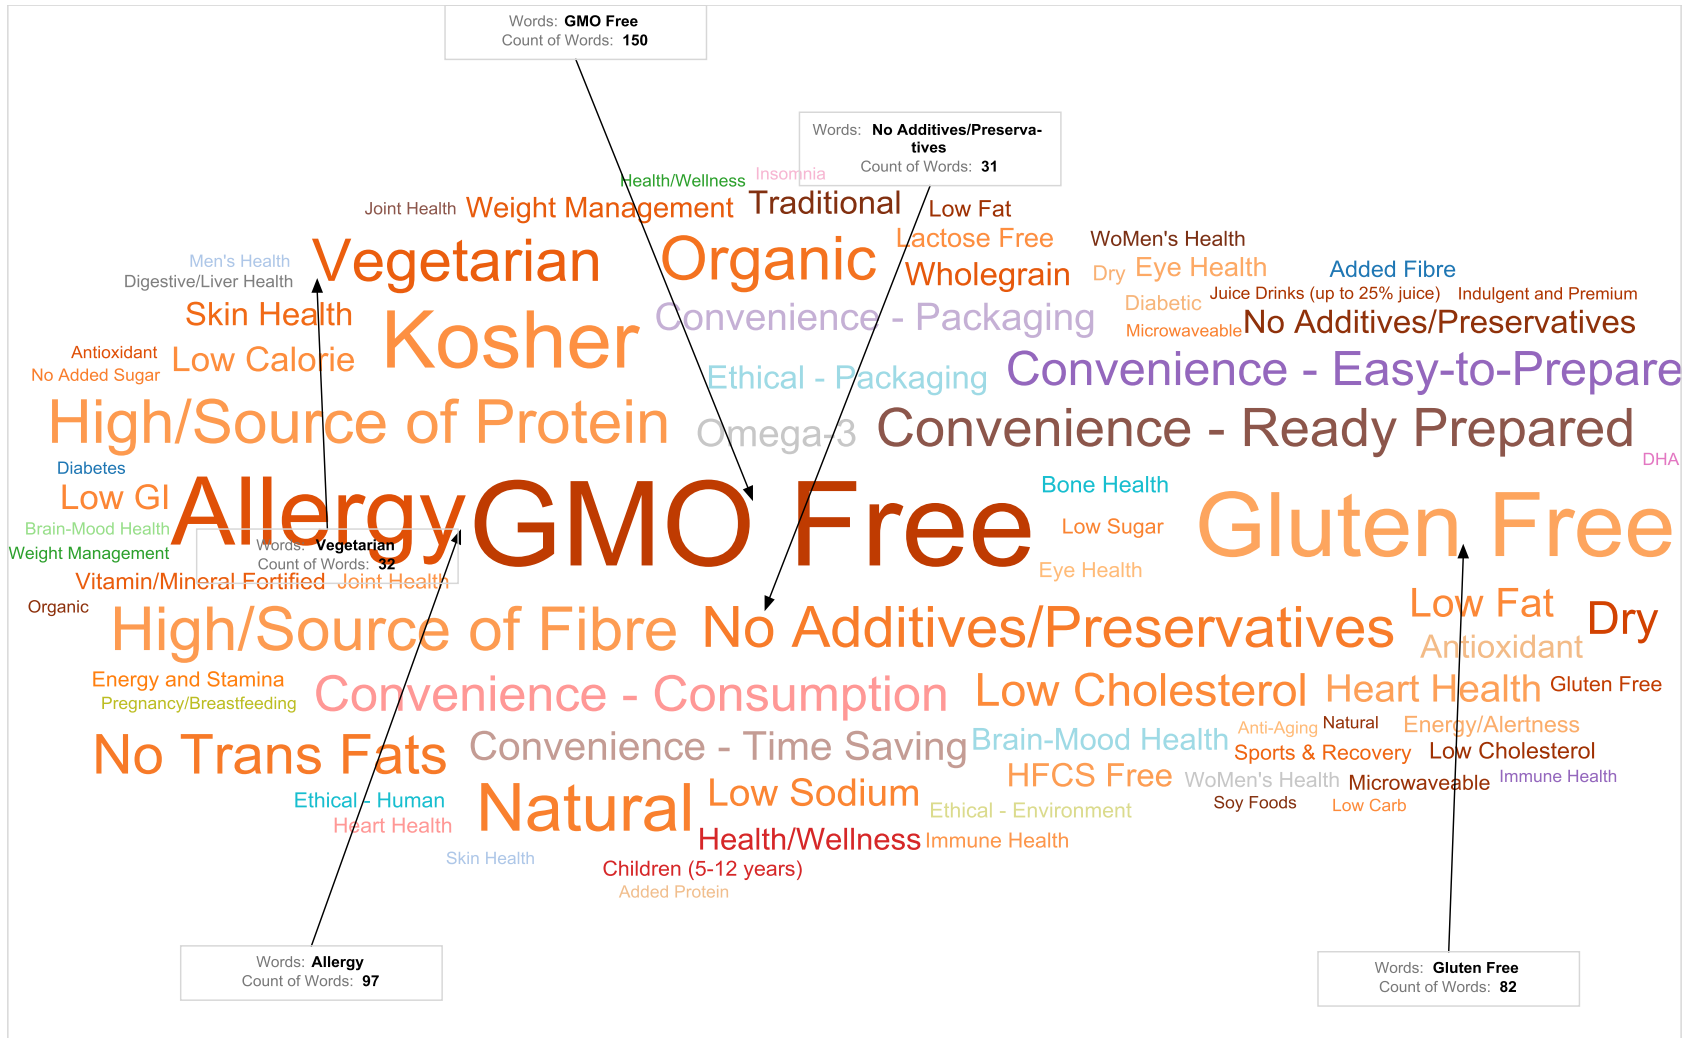 Words: GMO Free
Count of Words: 150
Words: No Additives/Preserva-
tives
Count of Words: 31
Insomnia
Health/Wellness
Joint Health
Weight Management
Traditional
Low Fat
Vegetarian
Organic
Lactose Free
WoMen's Health
Men's Health
Digestive/Liver Health
Wholegrain
Dry
Eye Health
Added Fibre
Diabetic
Juice Drinks (up to 25% juice)
Indulgent and Premium
Skin Health
Kosher
Convenience - Packaging
Microwaveable
No Additives/Preservatives
Antioxidant
Low Calorie
No Added Sugar
Ethical - Packaging
Convenience - Easy-to-Prepare
High/Source of Protein
Omega-3
Convenience - Ready Prepared
DHA
Diabetes
Low GI
Allergy
GMO Free
Bone Health
Gluten Free
Brain-Mood Health
Low Sugar
Weight Management
Words: Vegetarian
Count of Words: 32
Vitamin/Mineral Fortified
Joint Health
Eye Health
Organic
High/Source of Fibre
No Additives/Preservatives
Low Fat
Dry
Antioxidant
Energy and Stamina
Pregnancy/Breastfeeding
Convenience - Consumption
Low Cholesterol
Heart Health
Gluten Free
Anti-Aging
Natural
Energy/Alertness
No Trans Fats
Convenience - Time Saving
Brain-Mood Health
Sports & Recovery
Low Cholesterol
HFCS Free
WoMen's Health
Microwaveable
Immune Health
Ethical - Human
Natural
Low Sodium
Ethical - Environment
Soy Foods
Low Carb
Heart Health
Health/Wellness
Immune Health
Skin Health
Children (5-12 years)
Added Protein
Words: Allergy
Count of Words: 97
Words: Gluten Free
Count of Words: 82